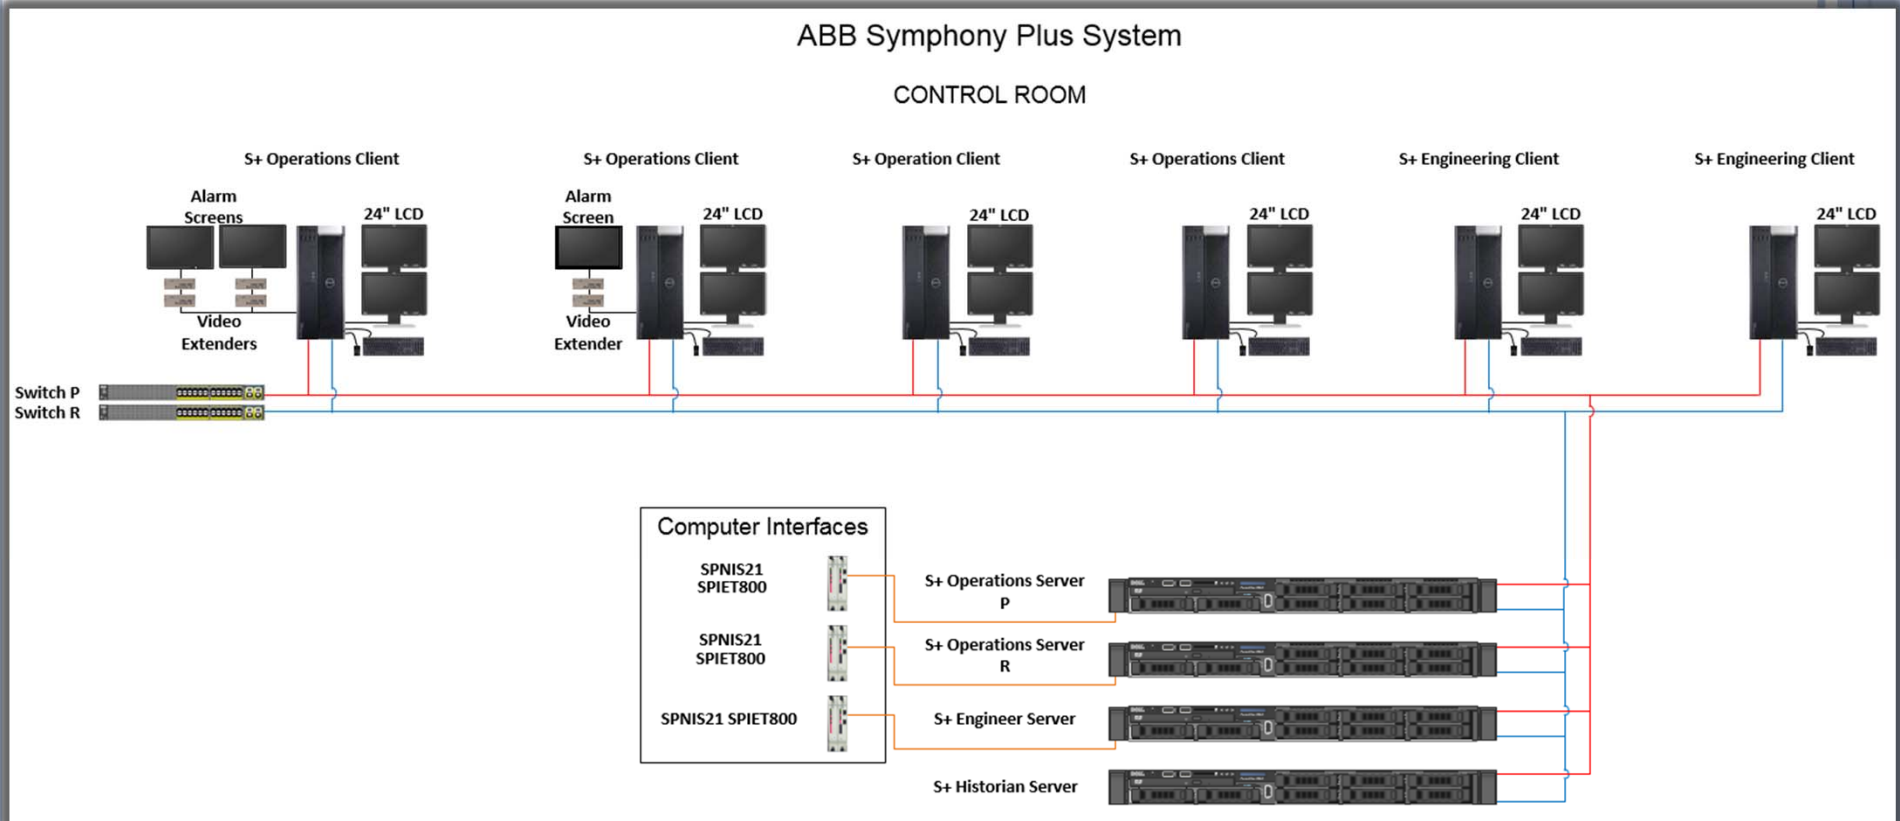 ABB Symphony Plus System
CONTROL ROOM
S+ Operations Client
S+ Operations Client
S+ Operation Client
S+ Operations Client
S+ Engineering Client
S+ Engineering Client
Alarm
Screens
24" LCD
Alarm
Screen
24" LCD
24" LCD
24" LCD
24" LCD
24" LCD
Video
Extenders
Video
Extender
Switch P
Switch R
Computer Interfaces
SPNIS21
SPIET800
S+ Operations Server
P
SPNIS21
SPIET800
S+ Operations Server
R
SPNIS21 SPIET800
S+ Engineer Server
S+ Historian Server